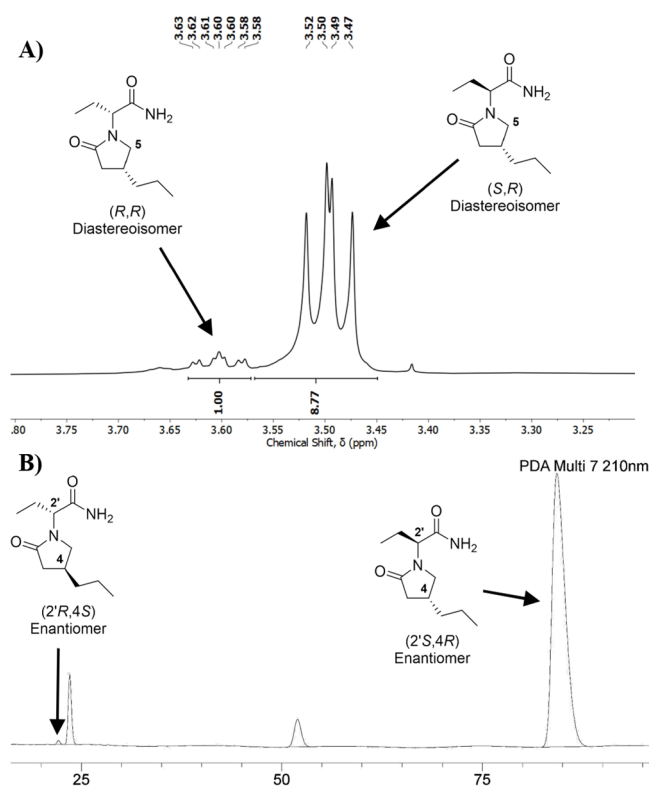 3.63 3.62 3.61 3.60 3.60 3.58 3.58 3.52 3.50 3.49 3.47
A)
O
NH2
N
5
O
(R,R)
Diastereoisomer
O
NH2
N
5
O
(S,R)
Diastereoisomer
1.00 8.77
.80 3.75 3.70 3.65 3.60 3.55 3.50 3.45 3.40 3.35 3.30 3.25
Chemical Shift, δ (ppm)
B)
PDA Multi 7 210nm
O
2'
NH2
N
O
4
(2'R,4S)
Enantiomer
O
2'
NH2
N
O
4
(2'S,4R)
Enantiomer
25 50 75